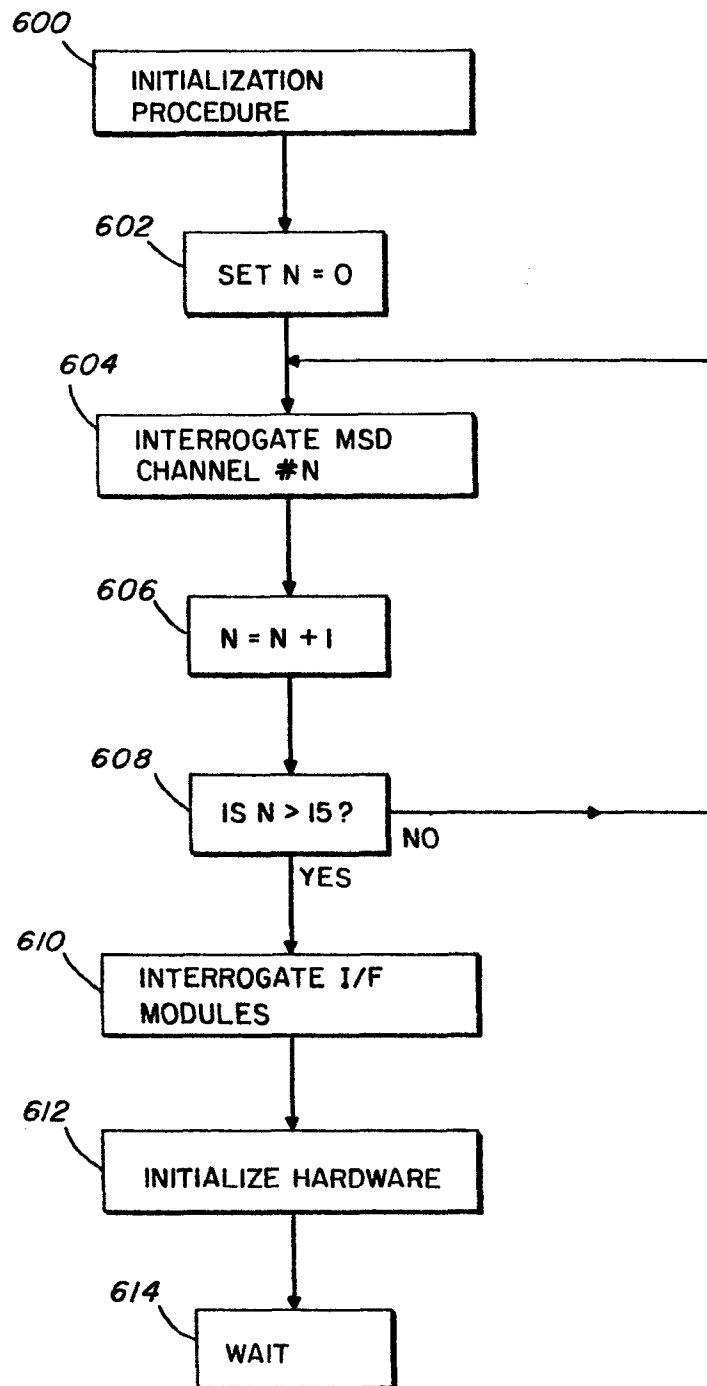 600
INITIALIZATION
PROCEDURE
602
SET N = 0
604
INTERROGATE MSD
CHANNEL #N
606
N = N + 1
608
IS N > 15?
NO
YES
610
INTERROGATE I/F
MODULES
612
INITIALIZE HARDWARE
614
WAIT